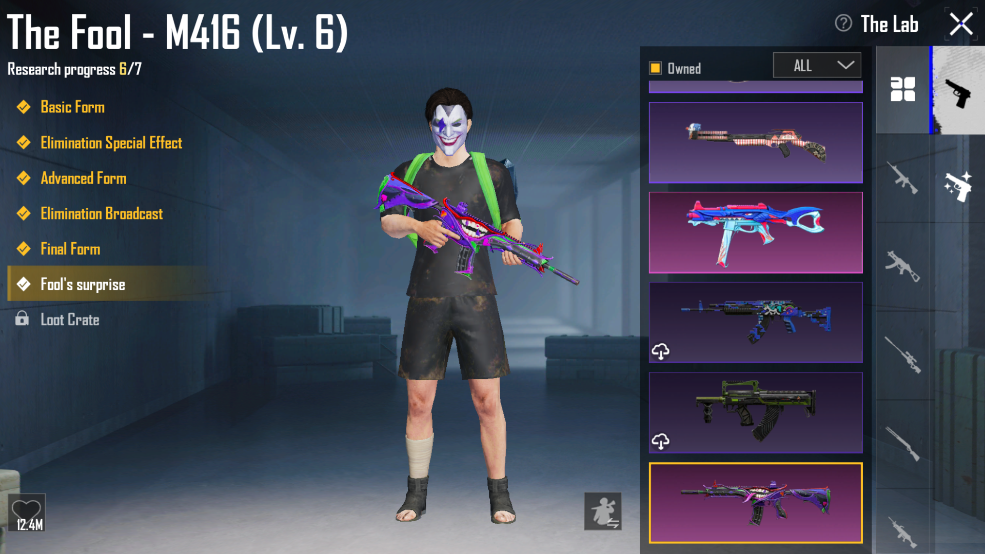 The Fool - M416 (Lv. 6)
The Lab
Research progress 6/7
Owned
ALL
Basic Form
Elimination Special Effect
Advanced Form
Elimination Broadcast
Final Form
Fool's surprise
Loot Crate
12.4M